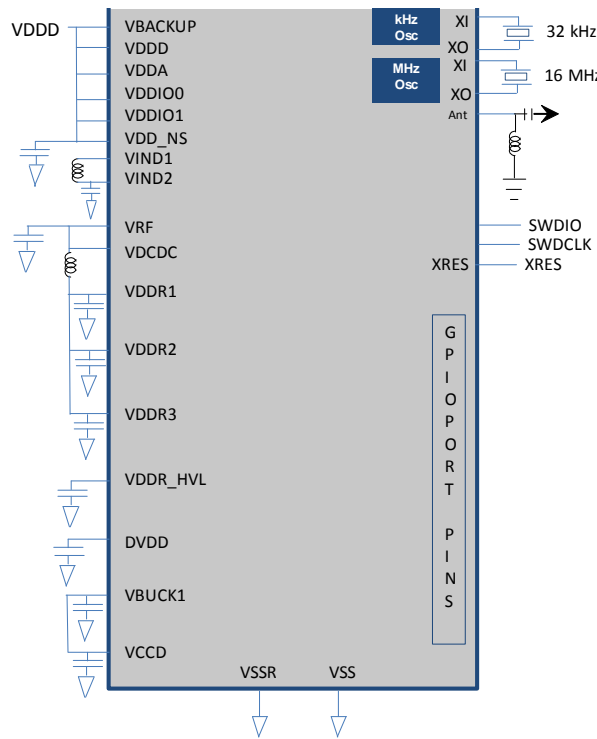 VDDD
VBACKUP
VDDD
VDDA
VDDIO0
VDDIO1
VDD_NS
VIND1
VIND2
VRF
VDCDC
VDDR1
VDDR2
VDDR3
VDDR_HVL
DVDD
VBUCK1
VCCD
VSSR
VSS
kHz
Osc
XI
XO
32 kHz
MHz
Osc
XI
XO
16 MHz
Ant
SWDIO
SWDCLK
XRES
XRES
G
P
I
O
P
O
R
T
P
I
N
S